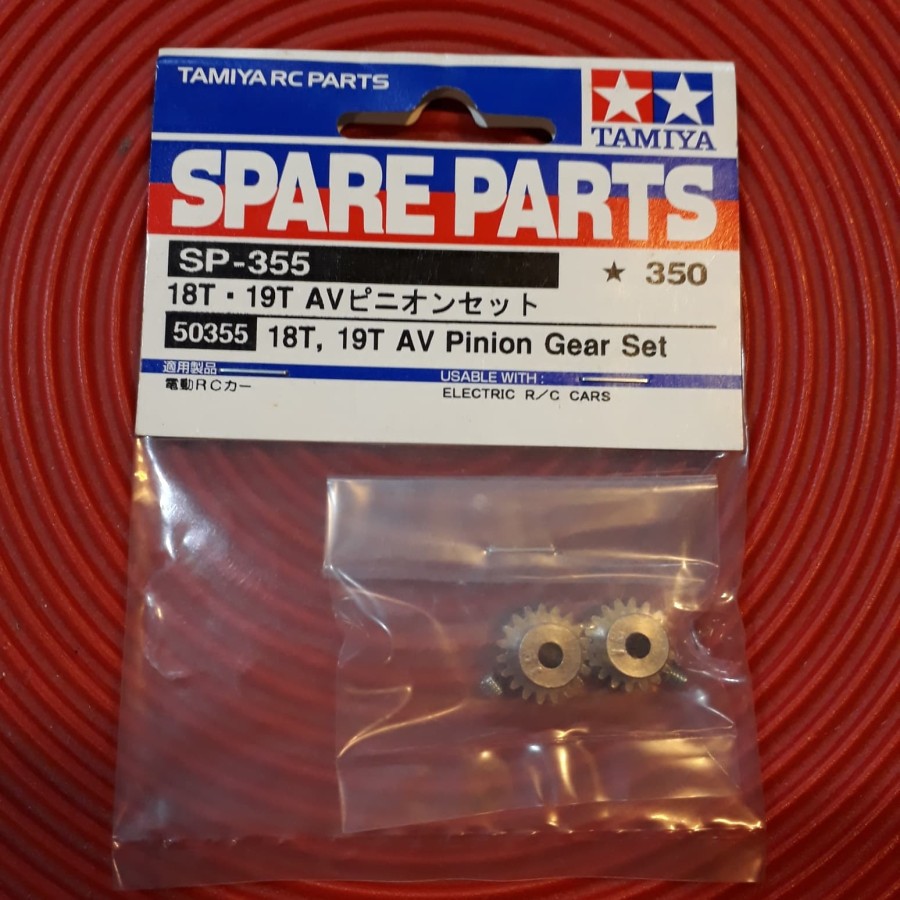 TAMIYA RC PARTS
TAMIYA
SPARE PARTS
SP-355
★ 350
18T・19T AVピニオンセット
50355 18T, 19T AV Pinion Gear Set
適用製品
電動RCカー
USABLE WITH :
ELECTRIC R/C CARS